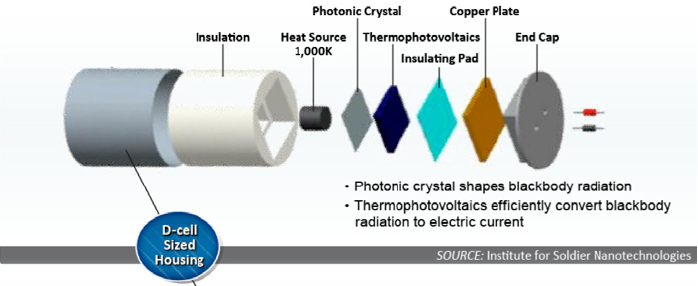 Photonic Crystal
Copper Plate
Insulation
Heat Source
1,000K
Thermophotovoltaics
End Cap
Insulating Pad
- Photonic crystal shapes blackbody radiation
- Thermophotovoltaics efficiently convert blackbody
radiation to electric current
D-cell
Sized
Housing
SOURCE: Institute for Soldier Nanotechnologies